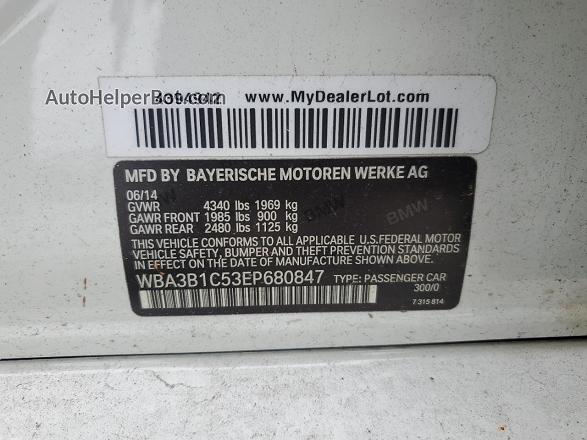 AutoHelperBot.com
www.MyDealerLot.com
MFD BY BAYERISCHE MOTOREN WERKE AG
06/14
GVWR 4340 lbs 1969 kg
GAWR FRONT 1985 lbs 900 kg
GAWR REAR 2480 lbs 1125 kg
THIS VEHICLE CONFORMS TO ALL APPLICABLE U.S.FEDERAL MOTOR
VEHICLE SAFETY, BUMPER AND THEFT PREVENTION STANDARDS
IN EFFECT ON THE DATE OF MANUFACTURE SHOWN ABOVE.
WBA3B1C53EP680847 TYPE: PASSENGER CAR
300/0
7 315 814
BMW
BMW
BMW